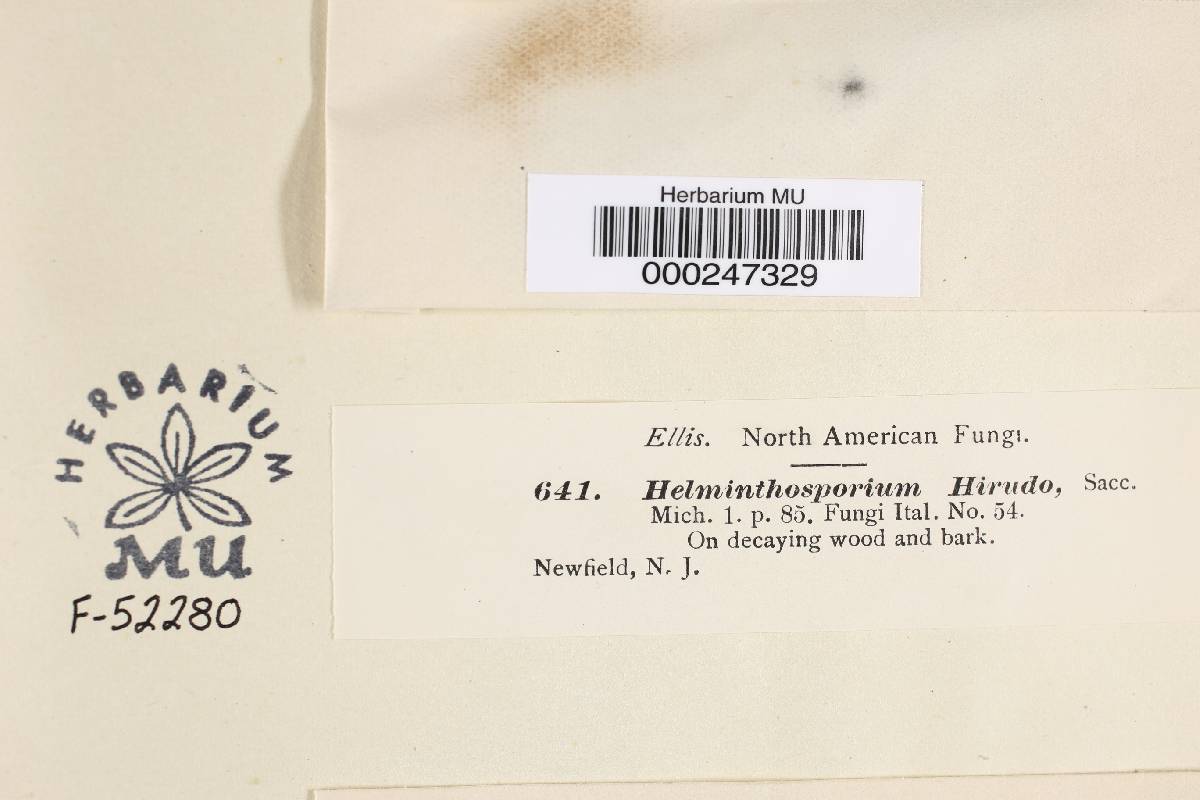 Herbarium MU
000247329
HERBARIUM
MU
F-52280
Ellis. North American Fungi.
641. Helminthosporium Hirudo, Sacc.
Mich. 1. p. 85. Fungi Ital. No. 54.
On decaying wood and bark.
Newfield, N. J.